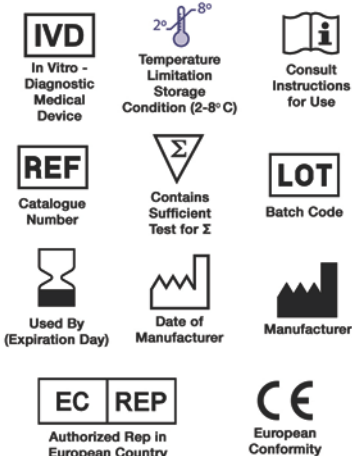 IVD
In Vitro -
Diagnostic
Medical
Device
2° 8°
Temperature
Limitation
Storage
Condition (2-8° C)
i
Consult
Instructions
for Use
REF
Catalogue
Number
Σ
Contains
Sufficient
Test for Σ
LOT
Batch Code
Used By
(Expiration Day)
Date of
Manufacturer
Manufacturer
EC REP
Authorized Rep in
European Country
CE
European
Conformity